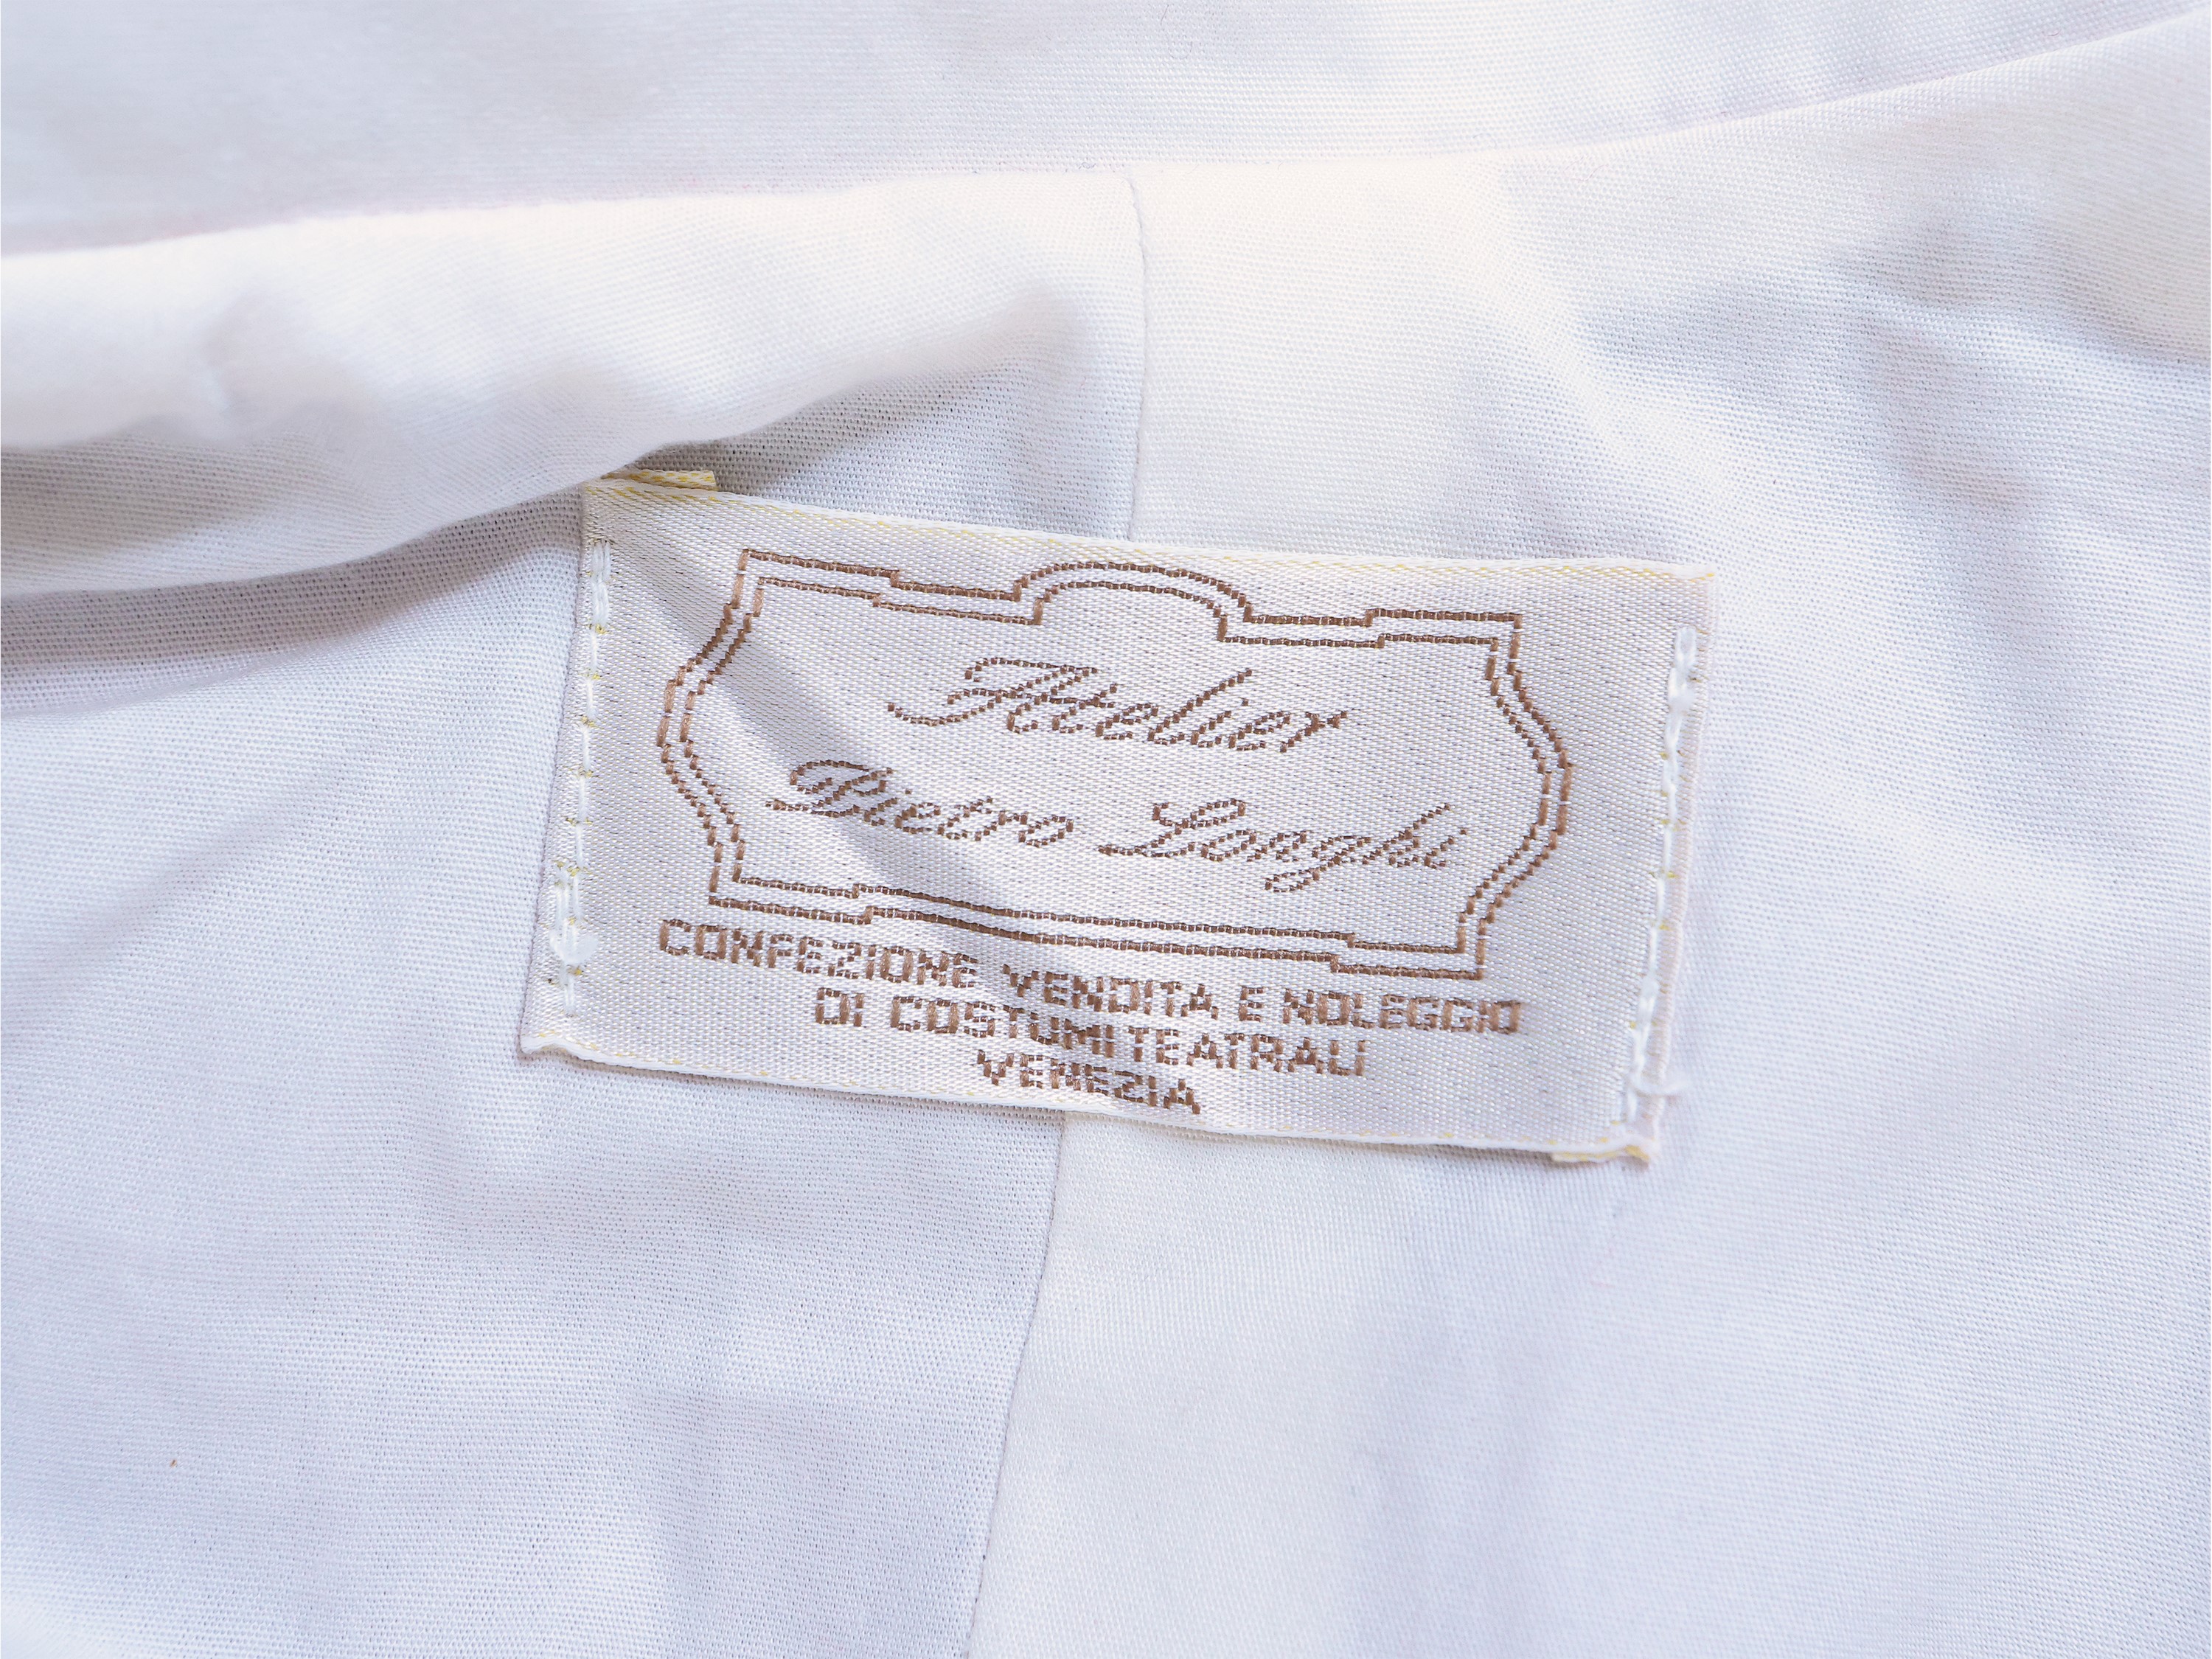 Atelier
Pietro Longhi
CONFEZIONE VENDITA E NOLEGGIO
DI COSTUMI TEATRALI
VENEZIA